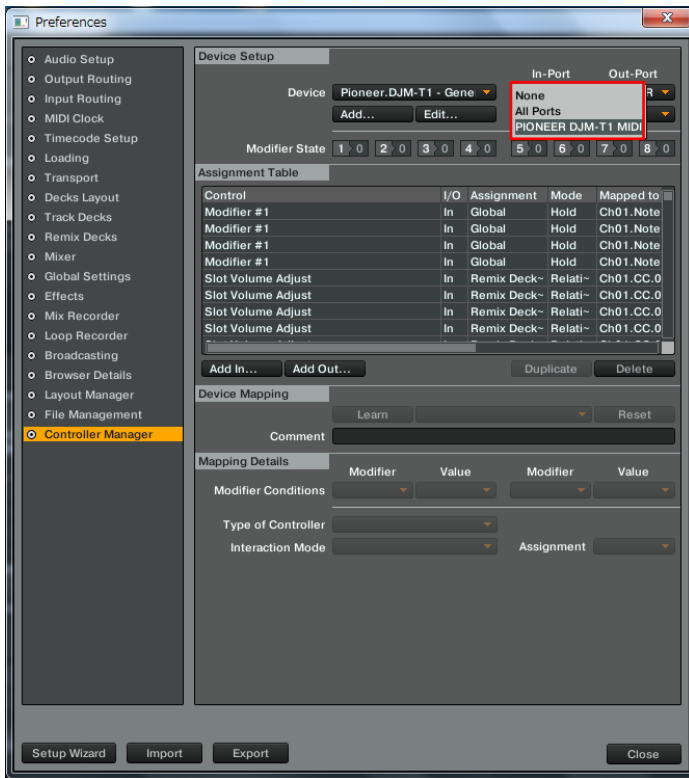 Preferences
Audio Setup
Output Routing
Input Routing
MIDI Clock
Timecode Setup
Loading
Transport
Decks Layout
Track Decks
Remix Decks
Mixer
Global Settings
Effects
Mix Recorder
Loop Recorder
Broadcasting
Browser Details
Layout Manager
File Management
Controller Manager
Device Setup
In-Port Out-Port
Device Pioneer.DJM-T1 - Gene
R
None
All Ports
PIONEER DJM-T1 MIDI
Add... Edit...
Modifier State 1 0 2 0 3 0 4 0 5 0 6 0 7 0 8 0
Assignment Table
Control I/O Assignment Mode Mapped to
Modifier #1 In Global Hold Ch01.Note
Modifier #1 In Global Hold Ch01.Note
Modifier #1 In Global Hold Ch01.Note
Modifier #1 In Global Hold Ch01.Note
Slot Volume Adjust In Remix Deck~ Relati~ Ch01.CC.0
Slot Volume Adjust In Remix Deck~ Relati~ Ch01.CC.0
Slot Volume Adjust In Remix Deck~ Relati~ Ch01.CC.0
Slot Volume Adjust In Remix Deck~ Relati~ Ch01.CC.0
Add In... Add Out... Duplicate Delete
Device Mapping
Learn Reset
Comment
Mapping Details
Modifier Value Modifier Value
Modifier Conditions
Type of Controller
Interaction Mode Assignment
Setup Wizard Import Export Close